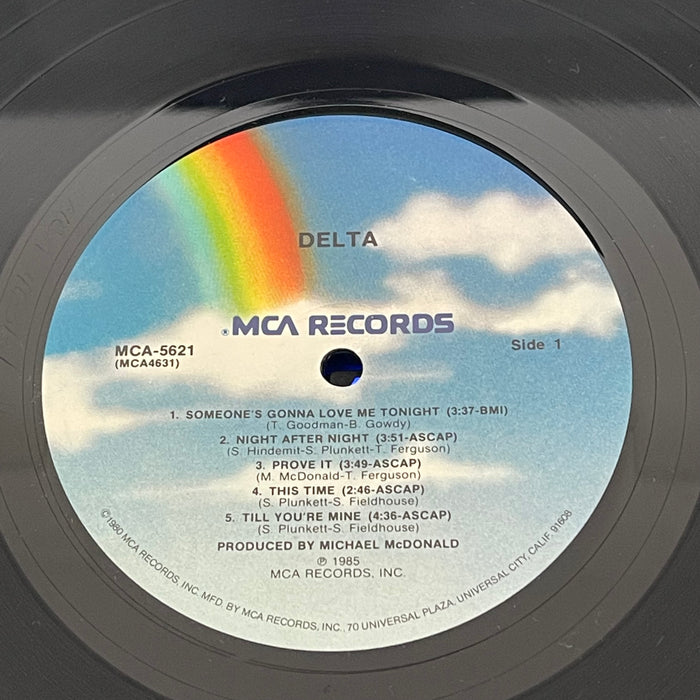 DELTA
MCA RECORDS
MCA-5621
(MCA4631)
Side 1
1. SOMEONE'S GONNA LOVE ME TONIGHT (3:37-BMI)
(T. Goodman-B. Gowdy)
2. NIGHT AFTER NIGHT (3:51-ASCAP)
(S. Hindemit-S. Plunkett-T. Ferguson)
3. PROVE IT (3:49-ASCAP)
(M. McDonald-T. Ferguson)
4. THIS TIME (2:46-ASCAP)
(S. Plunkett-S. Fieldhouse)
5. TILL YOU'RE MINE (4:36-ASCAP)
(S. Plunkett-S. Fieldhouse)
PRODUCED BY MICHAEL McDONALD
℗ 1985
MCA RECORDS, INC.
©1980 MCA RECORDS, INC. MFD. BY MCA RECORDS, INC., 70 UNIVERSAL PLAZA, UNIVERSAL CITY, CALIF. 91608